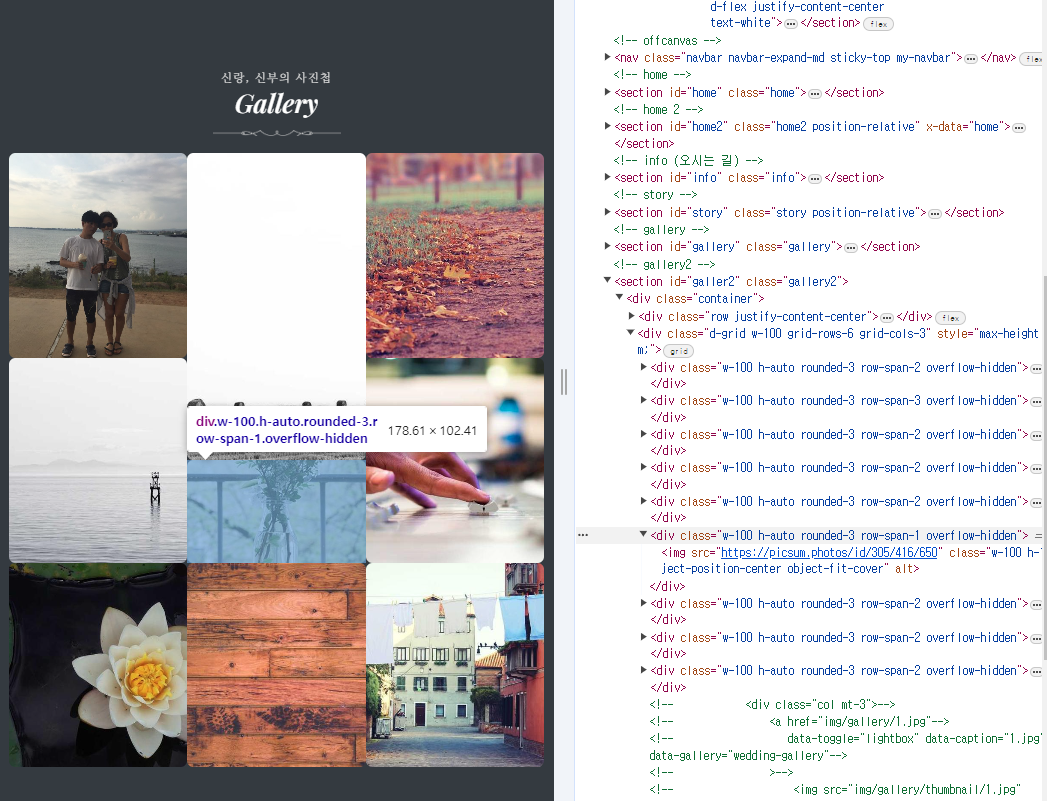 신랑, 신부의 사진첩
Gallery
div.w-100.h-auto.rounded-3.r
ow-span-1.overflow-hidden
178.61 × 102.41
d-flex justify-content-center
text-white"> ⋯ </section> flex
<!-- offcanvas -->
<nav class="navbar navbar-expand-md sticky-top my-navbar"> ⋯ </nav> flex
<!-- home -->
<section id="home" class="home"> ⋯ </section>
<!-- home 2 -->
<section id="home2" class="home2 position-relative" x-data="home"> ⋯
</section>
<!-- info (오시는 길) -->
<section id="info" class="info"> ⋯ </section>
<!-- story -->
<section id="story" class="story position-relative"> ⋯ </section>
<!-- gallery -->
<section id="gallery" class="gallery"> ⋯ </section>
<!-- gallery2 -->
<section id="galler2" class="gallery2">
<div class="container">
<div class="row justify-content-center"> ⋯ </div> flex
<div class="d-grid w-100 grid-rows-6 grid-cols-3" style="max-height
m;"> grid
<div class="w-100 h-auto rounded-3 row-span-2 overflow-hidden"> ⋯
</div>
<div class="w-100 h-auto rounded-3 row-span-3 overflow-hidden"> ⋯
</div>
<div class="w-100 h-auto rounded-3 row-span-2 overflow-hidden"> ⋯
</div>
<div class="w-100 h-auto rounded-3 row-span-2 overflow-hidden"> ⋯
</div>
<div class="w-100 h-auto rounded-3 row-span-2 overflow-hidden"> ⋯
</div>
<div class="w-100 h-auto rounded-3 row-span-1 overflow-hidden"> =
<img src="https://picsum.photos/id/305/416/650" class="w-100 h-
ject-position-center object-fit-cover" alt>
</div>
<div class="w-100 h-auto rounded-3 row-span-2 overflow-hidden"> ⋯
</div>
<div class="w-100 h-auto rounded-3 row-span-2 overflow-hidden"> ⋯
</div>
<div class="w-100 h-auto rounded-3 row-span-2 overflow-hidden"> ⋯
</div>
<!-- <div class="col mt-3">-->
<!-- <a href="img/gallery/1.jpg"-->
<!-- data-toggle="lightbox" data-caption="1.jpg"
data-gallery="wedding-gallery"-->
<!-- >-->
<!-- <img src="img/gallery/thumbnail/1.jpg"